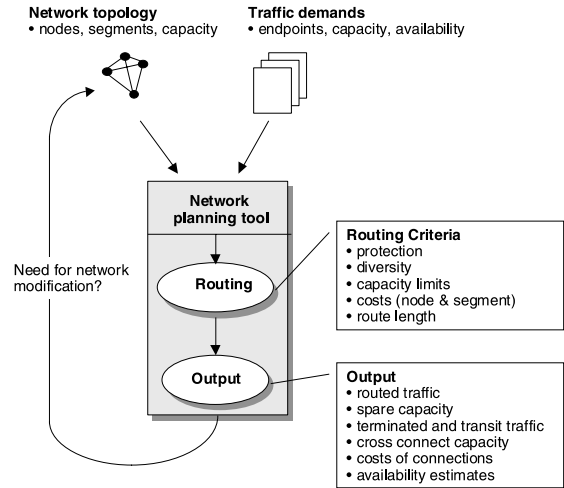 Network topology
• nodes, segments, capacity
Traffic demands
• endpoints, capacity, availability
Network
planning tool
Routing
Output
Need for network
modification?
Routing Criteria
• protection
• diversity
• capacity limits
• costs (node & segment)
• route length
Output
• routed traffic
• spare capacity
• terminated and transit traffic
• cross connect capacity
• costs of connections
• availability estimates